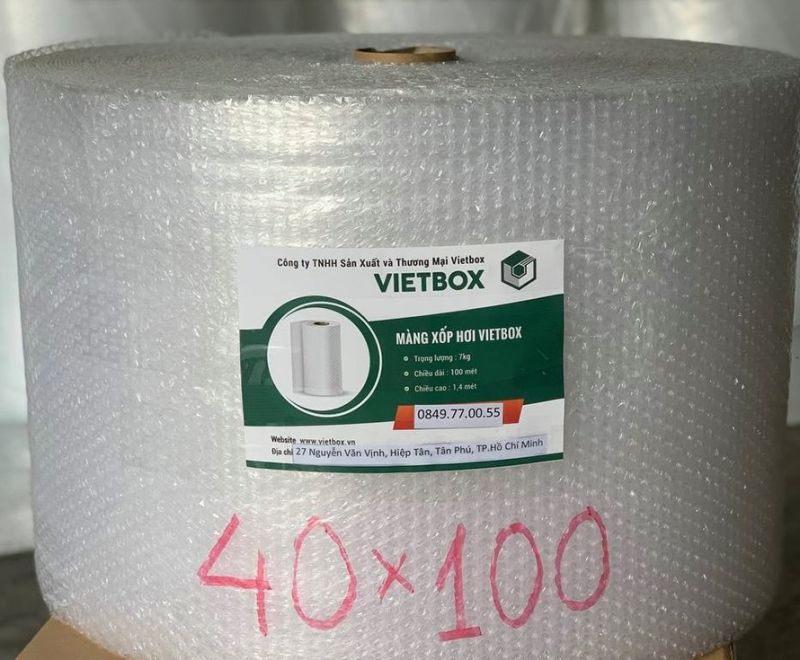 Công ty TNHH Sản Xuất và Thương Mại Vietbox
VIETBOX
MÀNG XỐP HƠI VIETBOX
Trọng lượng : 7kg
Chiều dài : 100 mét
Chiều cao : 1,4 mét
0849.77.00.55
Website www.vietbox.vn
Địa chỉ 27 Nguyễn Văn Vịnh, Hiệp Tân, Tân Phú, TP.Hồ Chí Minh
40x100